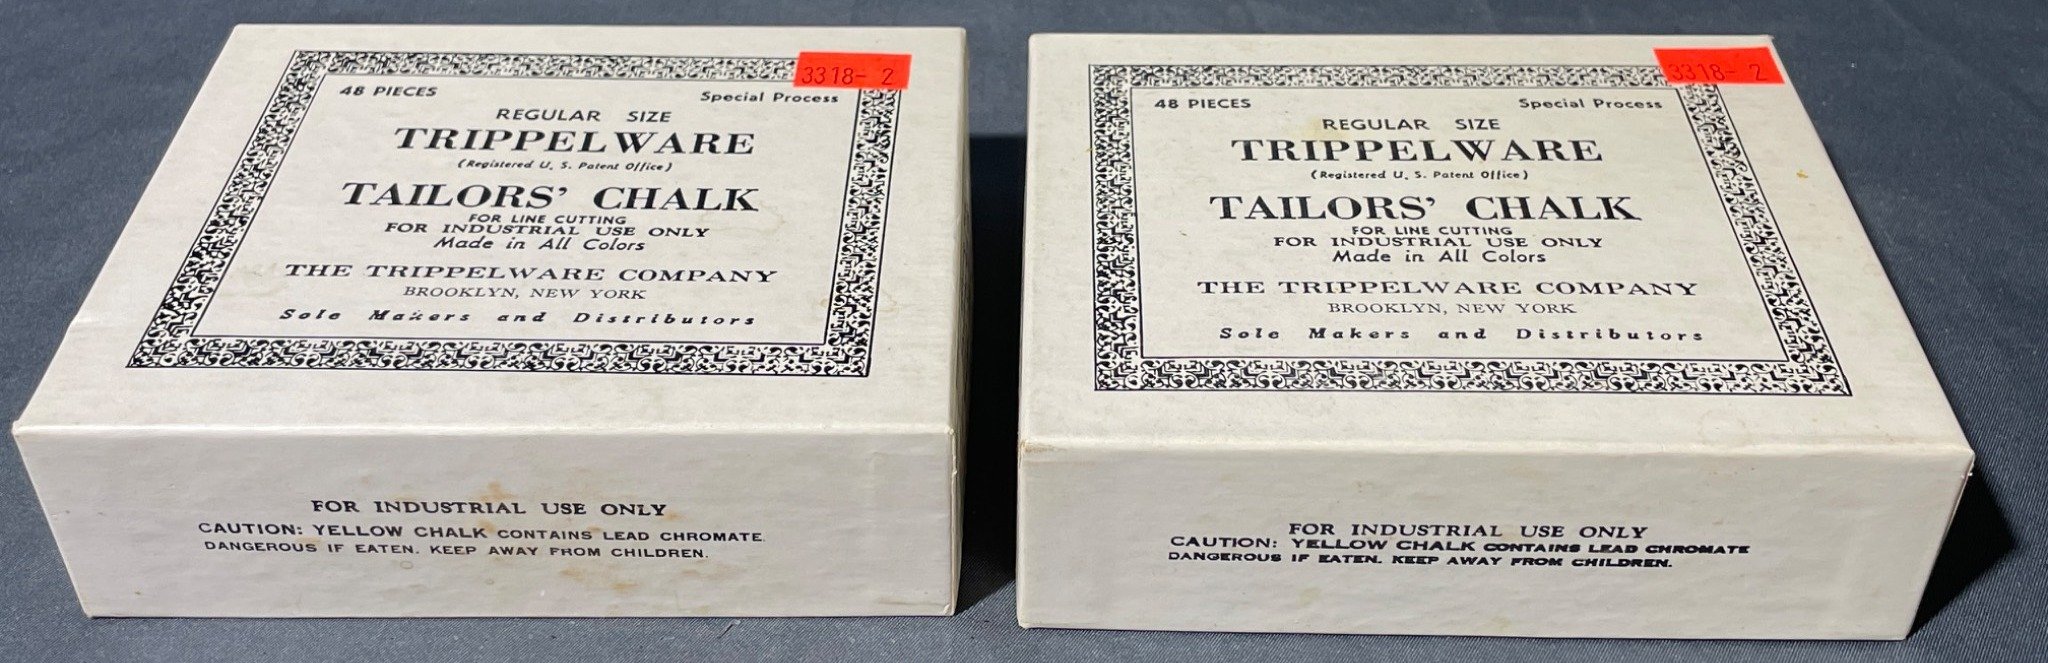 3318- 2
48 PIECES Special Process
REGULAR SIZE
TRIPPELWARE
(Registered U. S. Patent Office)
TAILORS' CHALK
FOR LINE CUTTING
FOR INDUSTRIAL USE ONLY
Made in All Colors
THE TRIPPELWARE COMPANY
BROOKLYN, NEW YORK
Sole Makers and Distributors
FOR INDUSTRIAL USE ONLY
CAUTION: YELLOW CHALK CONTAINS LEAD CHROMATE.
DANGEROUS IF EATEN. KEEP AWAY FROM CHILDREN.
3318- 2
48 PIECES Special Process
REGULAR SIZE
TRIPPELWARE
(Registered U. S. Patent Office)
TAILORS' CHALK
FOR LINE CUTTING
FOR INDUSTRIAL USE ONLY
Made in All Colors
THE TRIPPELWARE COMPANY
BROOKLYN, NEW YORK
Sole Makers and Distributors
FOR INDUSTRIAL USE ONLY
CAUTION: YELLOW CHALK CONTAINS LEAD CHROMATE
DANGEROUS IF EATEN. KEEP AWAY FROM CHILDREN.